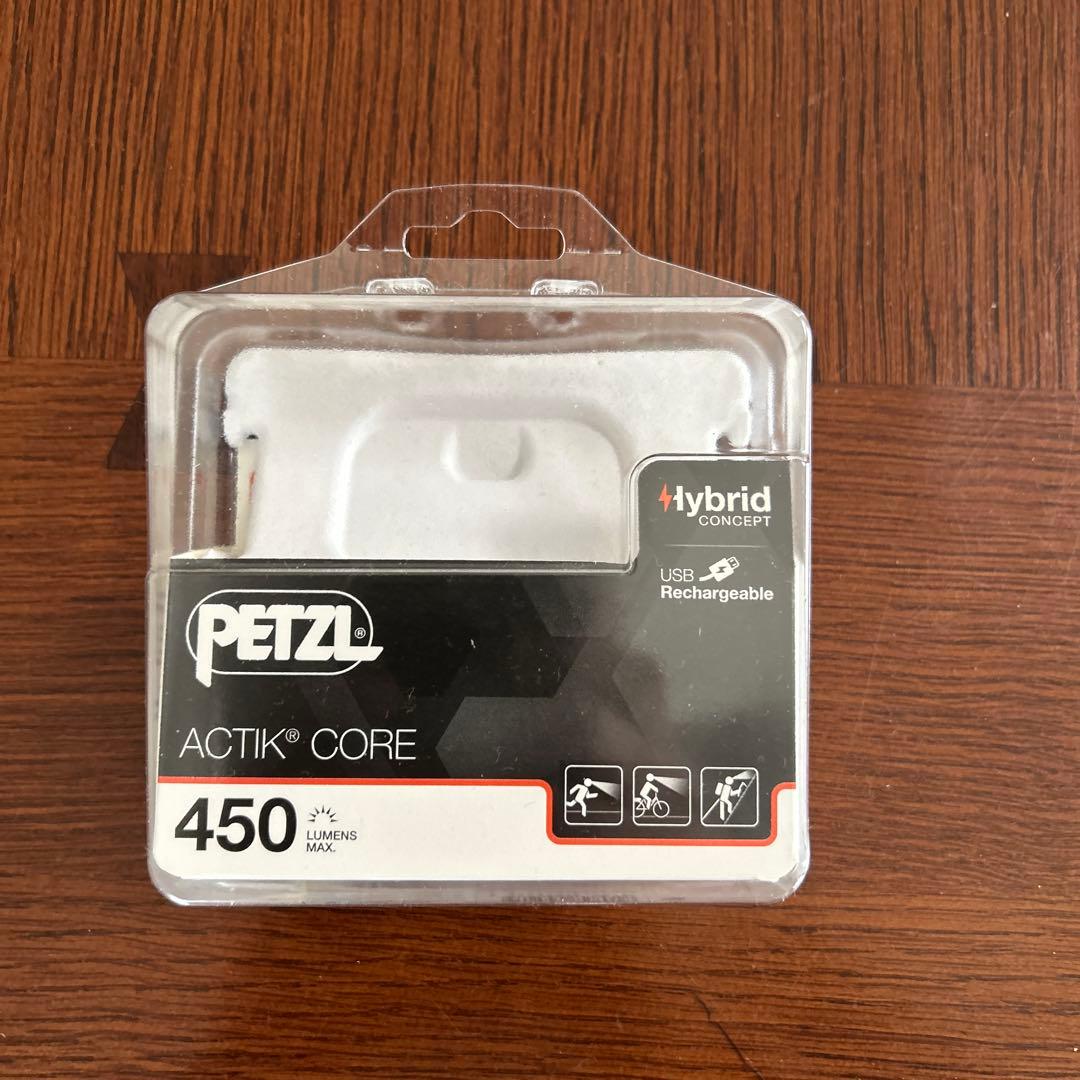 Hybrid
CONCEPT
USB
Rechargeable
PETZL®
ACTIK® CORE
450
LUMENS
MAX.